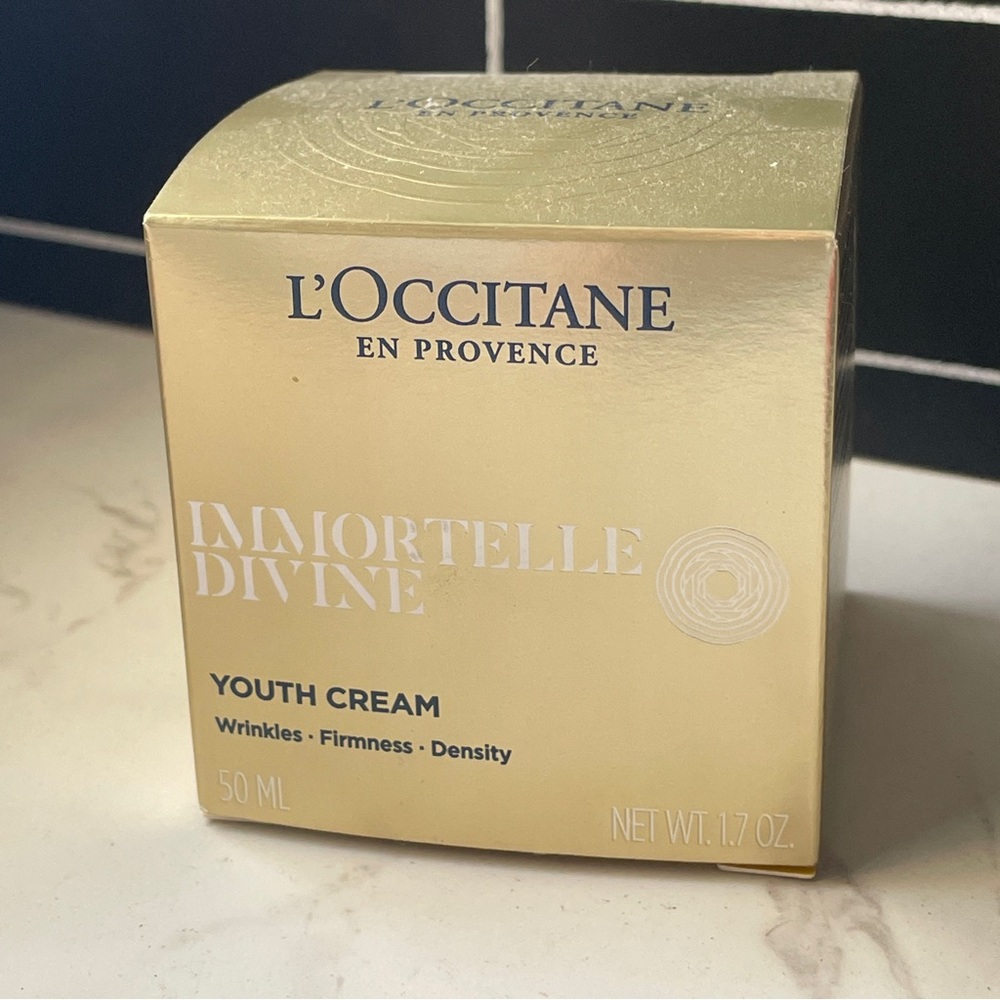 L'OCCITANE
EN PROVENCE
L'OCCITANE
EN PROVENCE
IMMORTELLE
DIVINE
YOUTH CREAM
Wrinkles · Firmness · Density
50 ML
NET WT. 1.7 OZ.